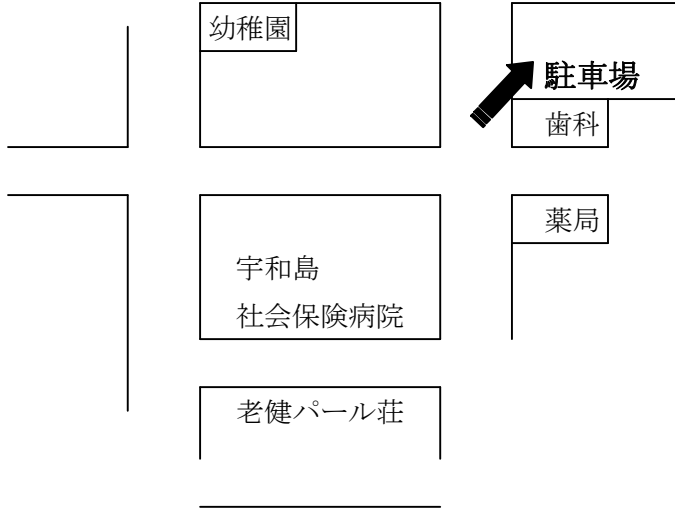 幼稚園
駐車場
歯科
薬局
宇和島
社会保険病院
老健パール荘